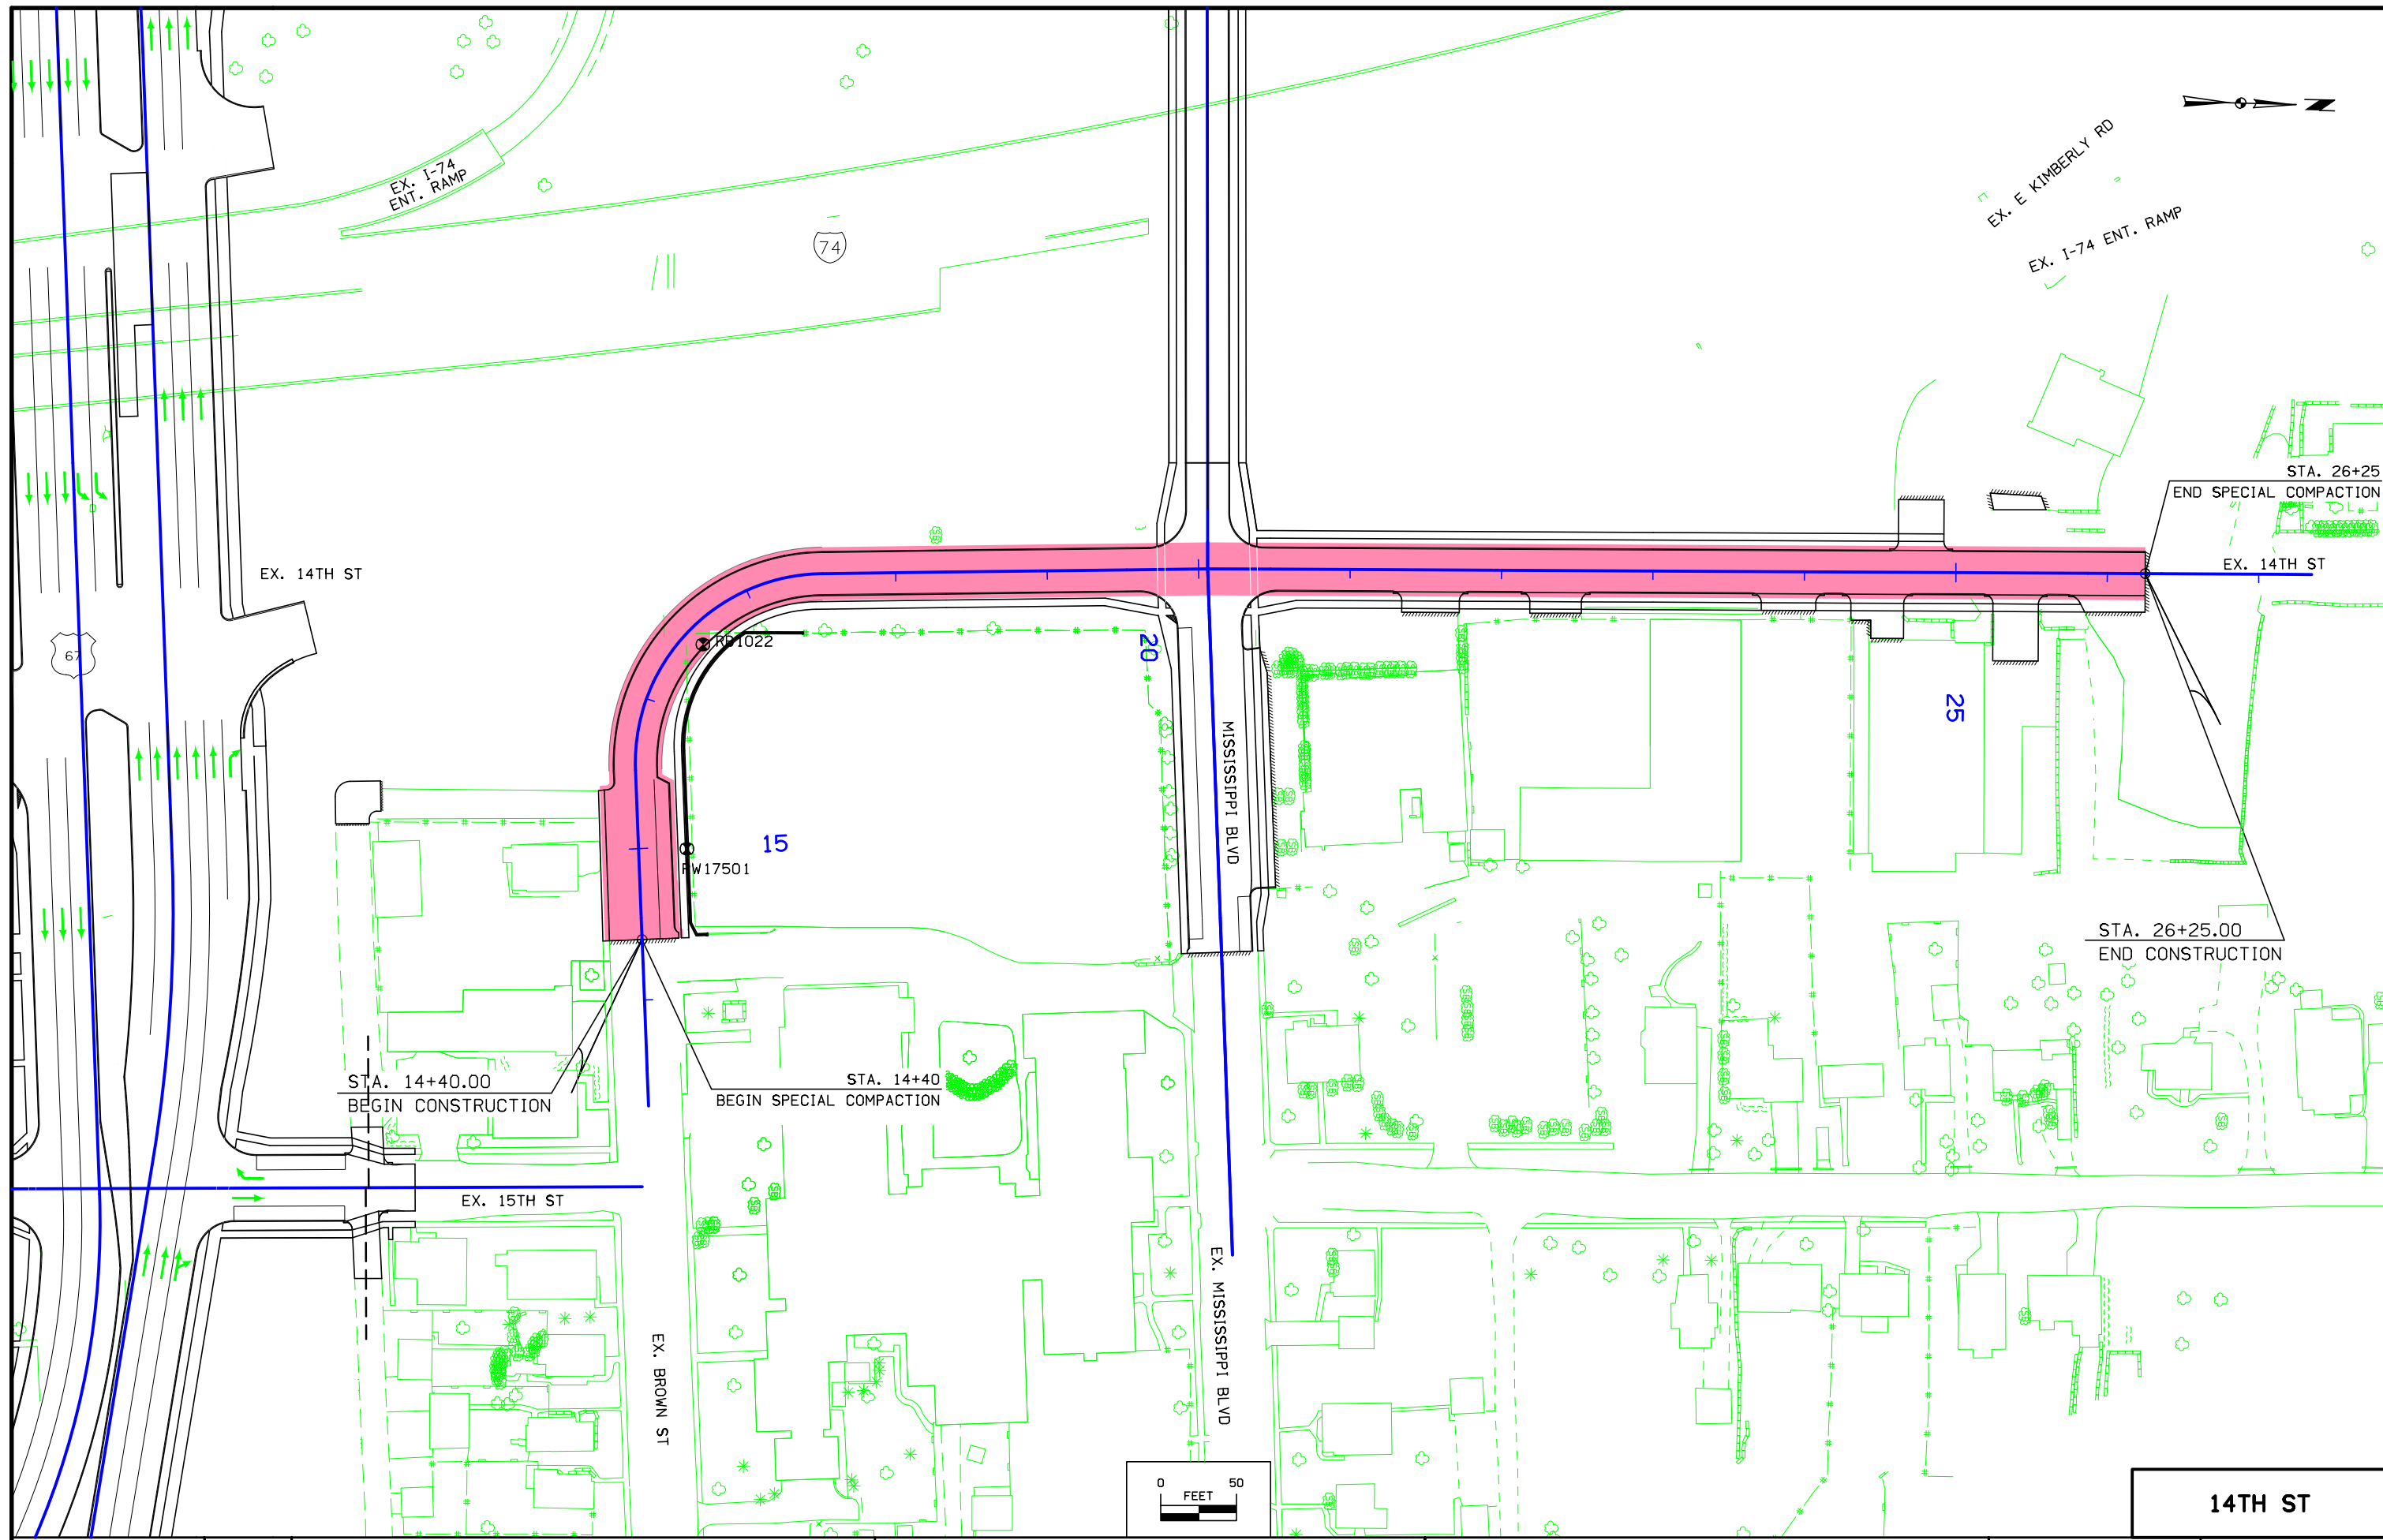 EX. I-74
ENT. RAMP
74
EX. E KIMBERLY RD
EX. I-74 ENT. RAMP
STA. 26+25
END SPECIAL COMPACTION
EX. 14TH ST
EX. 14TH ST
67
RB1022
20
25
MISSISSIPPI BLVD
15
RW17501
STA. 26+25.00
END CONSTRUCTION
STA. 14+40.00
BEGIN CONSTRUCTION
STA. 14+40
BEGIN SPECIAL COMPACTION
EX. 15TH ST
EX. MISSISSIPPI BLVD
EX. BROWN ST
0 50
FEET
14TH ST